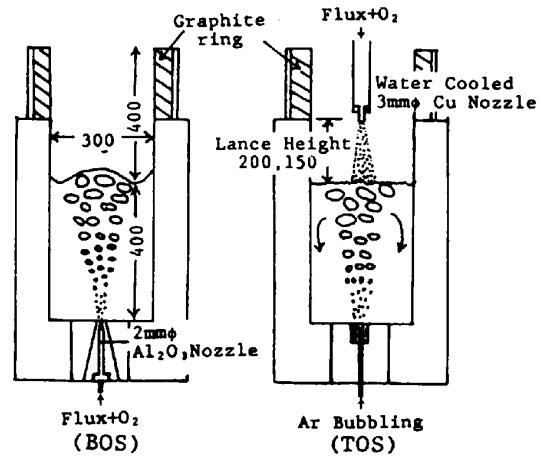 Graphite
ring
Flux+O₂
Water Cooled
3mmφ Cu Nozzle
400
300
Lance Height
200,150
400
2mmφ
Al₂O₃Nozzle
Flux+O₂
(BOS)
Ar Bubbling
(TOS)